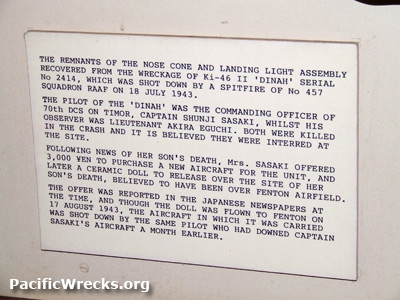 THE REMNANTS OF THE NOSE CONE AND LANDING LIGHT ASSEMBLY
RECOVERED FROM THE WRECKAGE OF Ki-46 II 'DINAH' SERIAL
No 2414, WHICH WAS SHOT DOWN BY A SPITFIRE OF No 457
SQUADRON RAAF ON 18 JULY 1943.
THE PILOT OF THE 'DINAH' WAS THE COMMANDING OFFICER OF
70th DCS ON TIMOR, CAPTAIN SHUNJI SASAKI, WHILST HIS
OBSERVER WAS LIEUTENANT AKIRA EGUCHI. BOTH WERE KILLED
IN THE CRASH AND IT IS BELIEVED THEY WERE INTERRED AT
THE SITE.
FOLLOWING NEWS OF HER SON'S DEATH, Mrs. SASAKI OFFERED
3,000 ¥EN TO PURCHASE A NEW AIRCRAFT FOR THE UNIT, AND
LATER A CERAMIC DOLL TO RELEASE OVER THE SITE OF HER
SON'S DEATH, BELIEVED TO HAVE BEEN OVER FENTON AIRFIELD.
THE OFFER WAS REPORTED IN THE JAPANESE NEWSPAPERS AT
THE TIME, AND THOUGH THE DOLL WAS FLOWN TO FENTON ON
17 AUGUST 1943, THE AIRCRAFT IN WHICH IT WAS CARRIED
WAS SHOT DOWN BY THE SAME PILOT WHO HAD DOWNED CAPTAIN
SASAKI'S AIRCRAFT A MONTH EARLIER.
PacificWrecks.org